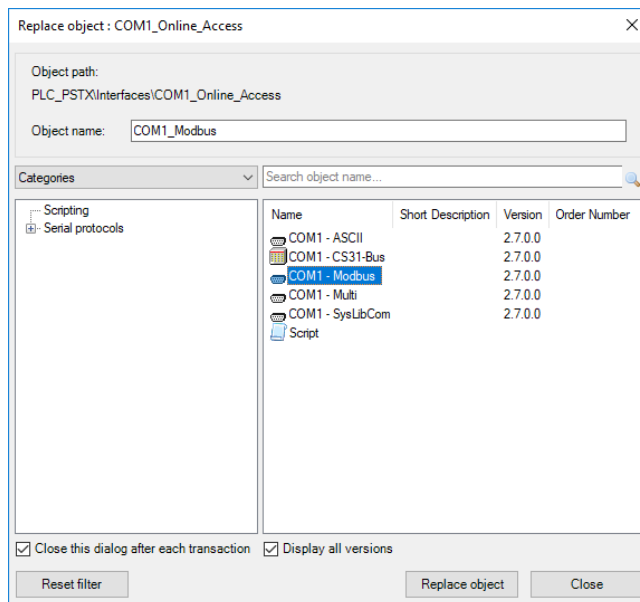 Replace object : COM1_Online_Access
Object path:
PLC_PSTX\Interfaces\COM1_Online_Access
Object name: COM1_Modbus
Categories
Search object name...
Scripting
Serial protocols
Name Short Description Version Order Number
COM1 - ASCII 2.7.0.0
COM1 - CS31-Bus 2.7.0.0
COM1 - Modbus 2.7.0.0
COM1 - Multi 2.7.0.0
COM1 - SysLibCom 2.7.0.0
Script
Close this dialog after each transaction Display all versions
Reset filter Replace object Close